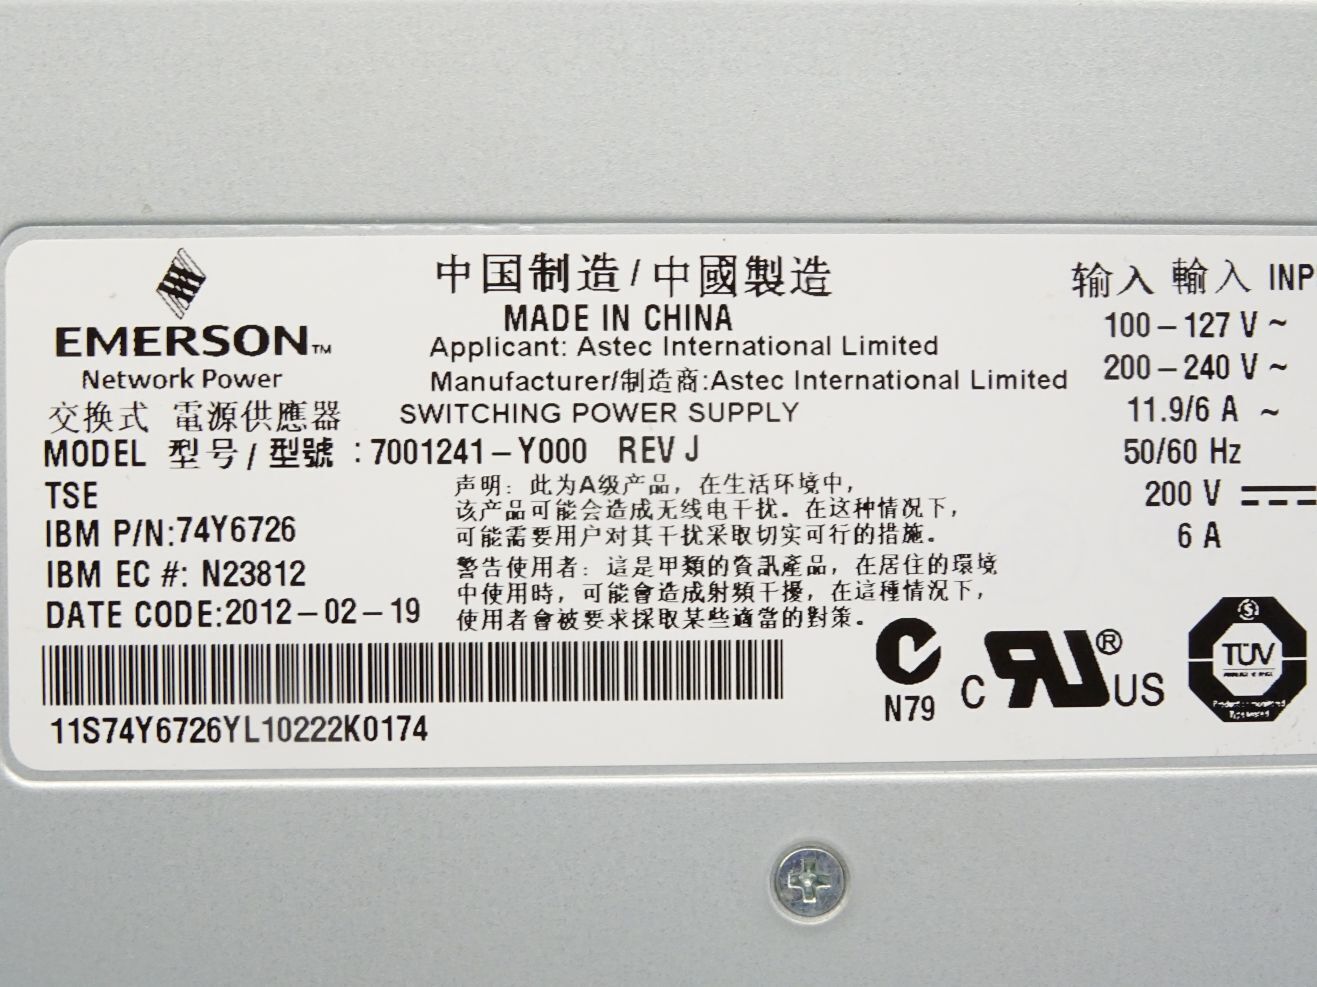 EMERSON™
Network Power
中国制造/中國製造
MADE IN CHINA
Applicant: Astec International Limited
Manufacturer/制造商:Astec International Limited
交换式 電源供應器 SWITCHING POWER SUPPLY
MODEL 型号/型號:7001241-Y000 REV J
TSE
IBM P/N:74Y6726
IBM EC #: N23812
DATE CODE:2012-02-19
声明: 此为A级产品, 在生活环境中,
该产品可能会造成无线电干扰。在这种情况下,
可能需要用户对其干扰采取切实可行的措施。
警告使用者: 這是甲類的資訊產品, 在居住的環境
中使用時, 可能會造成射頻干擾, 在這種情況下,
使用者會被要求採取某些適當的對策。
11S74Y6726YL10222K0174
输入 輸入 INP
100-127 V ~
200-240 V ~
11.9/6 A ~
50/60 Hz
200 V
6 A
N79
C RU® US
TÜV